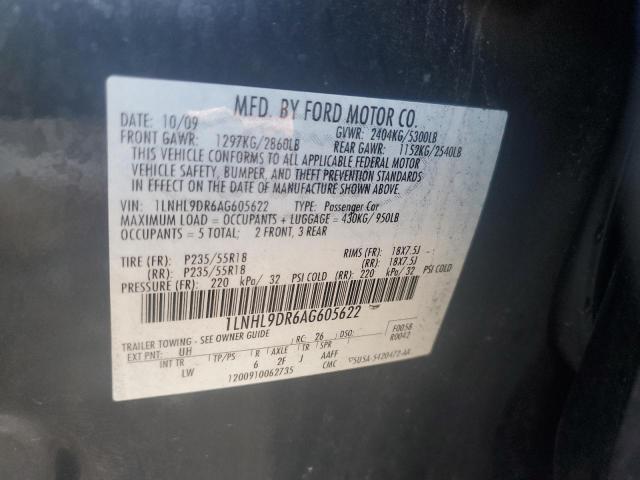 MFD. BY FORD MOTOR CO.
DATE: 10/09 GVWR: 2404KG/5300LB
FRONT GAWR: 1297KG/2860LB REAR GAWR: 1152KG/2540LB
THIS VEHICLE CONFORMS TO ALL APPLICABLE FEDERAL MOTOR
VEHICLE SAFETY, BUMPER, AND THEFT PREVENTION STANDARDS
IN EFFECT ON THE DATE OF MANUFACTURE SHOWN ABOVE.
VIN: 1LNHL9DR6AG605622 TYPE: Passenger Car
MAXIMUM LOAD = OCCUPANTS + LUGGAGE = 430KG/950LB
OCCUPANTS = 5 TOTAL: 2 FRONT, 3 REAR
TIRE (FR): P235/55R18 RIMS (FR): 18X7.5J
(RR): P235/55R18 (RR): 18X7.5J
PRESSURE (FR): 220 kPa/ 32 PSI COLD (RR): 220 kPa/ 32 PSI COLD
1LNHL9DR6AG605622
TRAILER TOWING - SEE OWNER GUIDE RC: 26 DSO: F0058
EXT PNT: UH R0042
INT TR TP/PS R AXLE TR SPR
LW 6 2F J AAFF
1200910062735 CMC 5U5A-5420472-AA